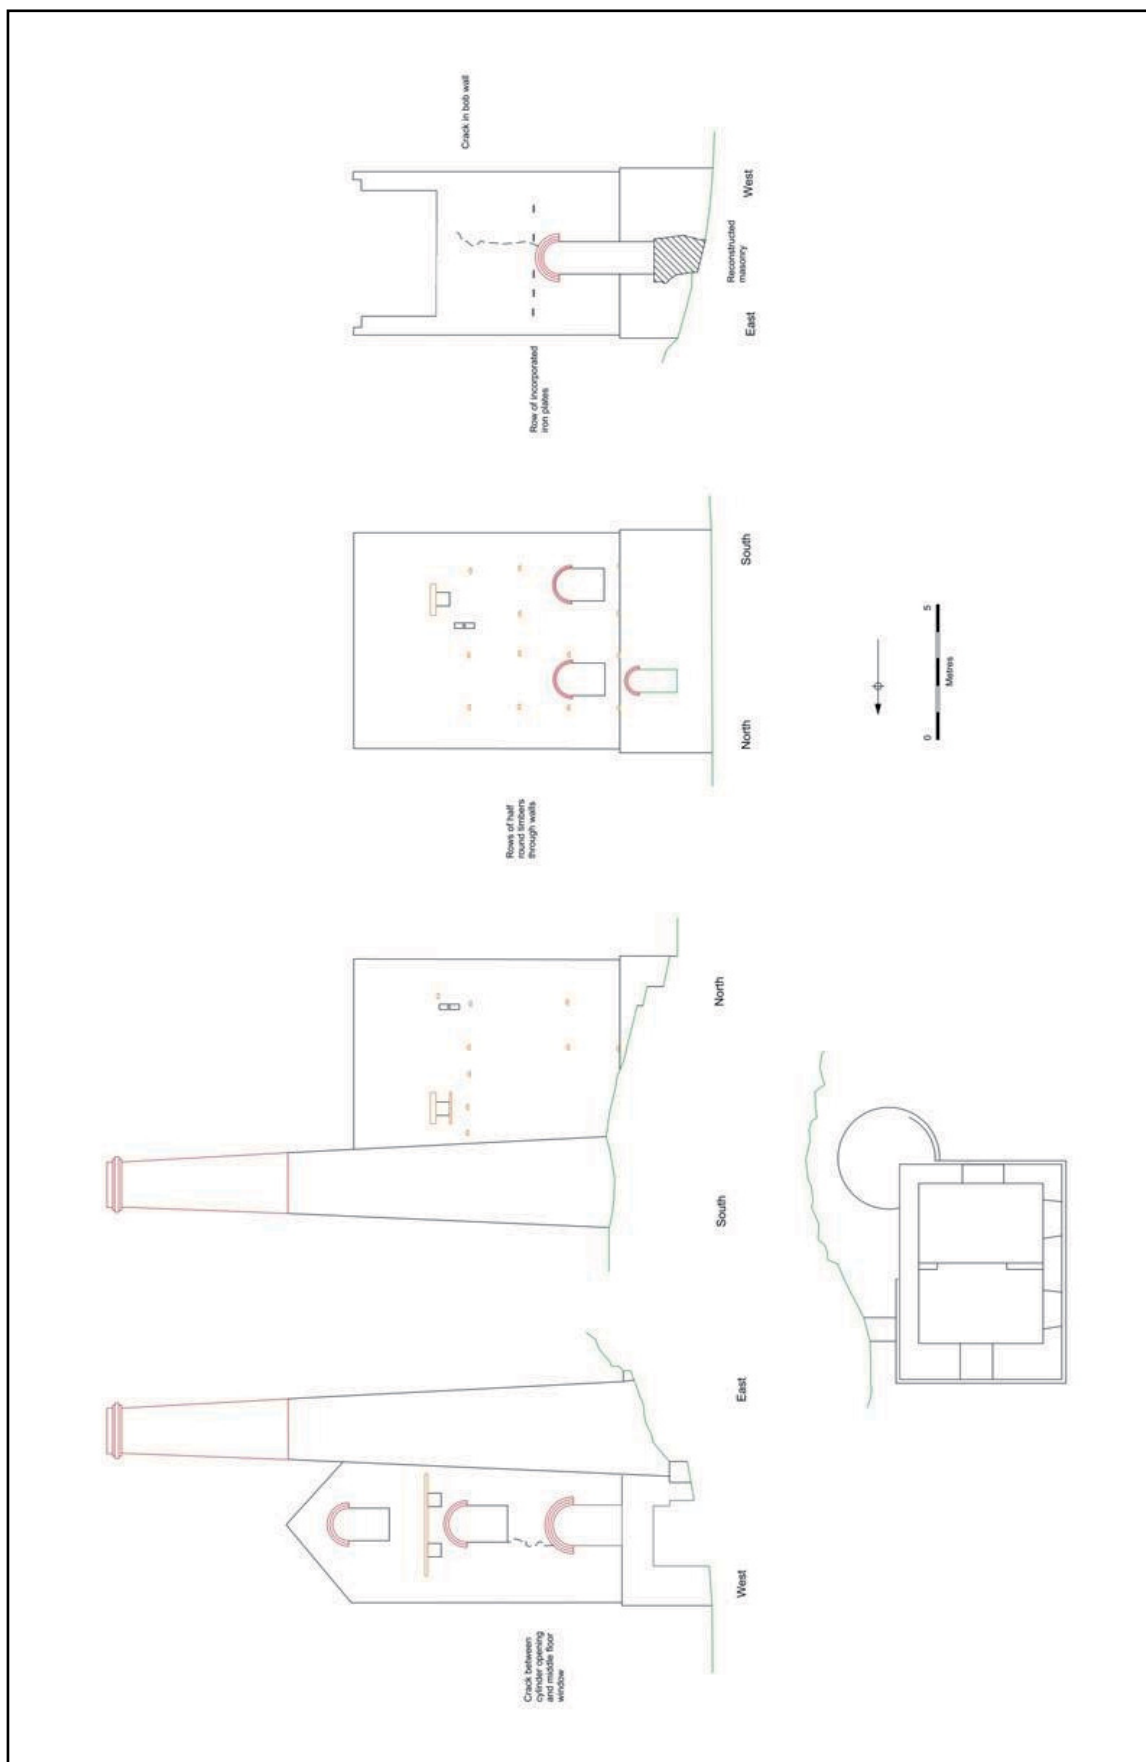 Crack between
cylinder opening
and middle floor
window
West
East
South
North
Rows of half
round timbers
through walls
North
South
Row of incorporated
iron plates
Crack in bob wall
East
Reconstructed
masonry
West
0
5
Metres